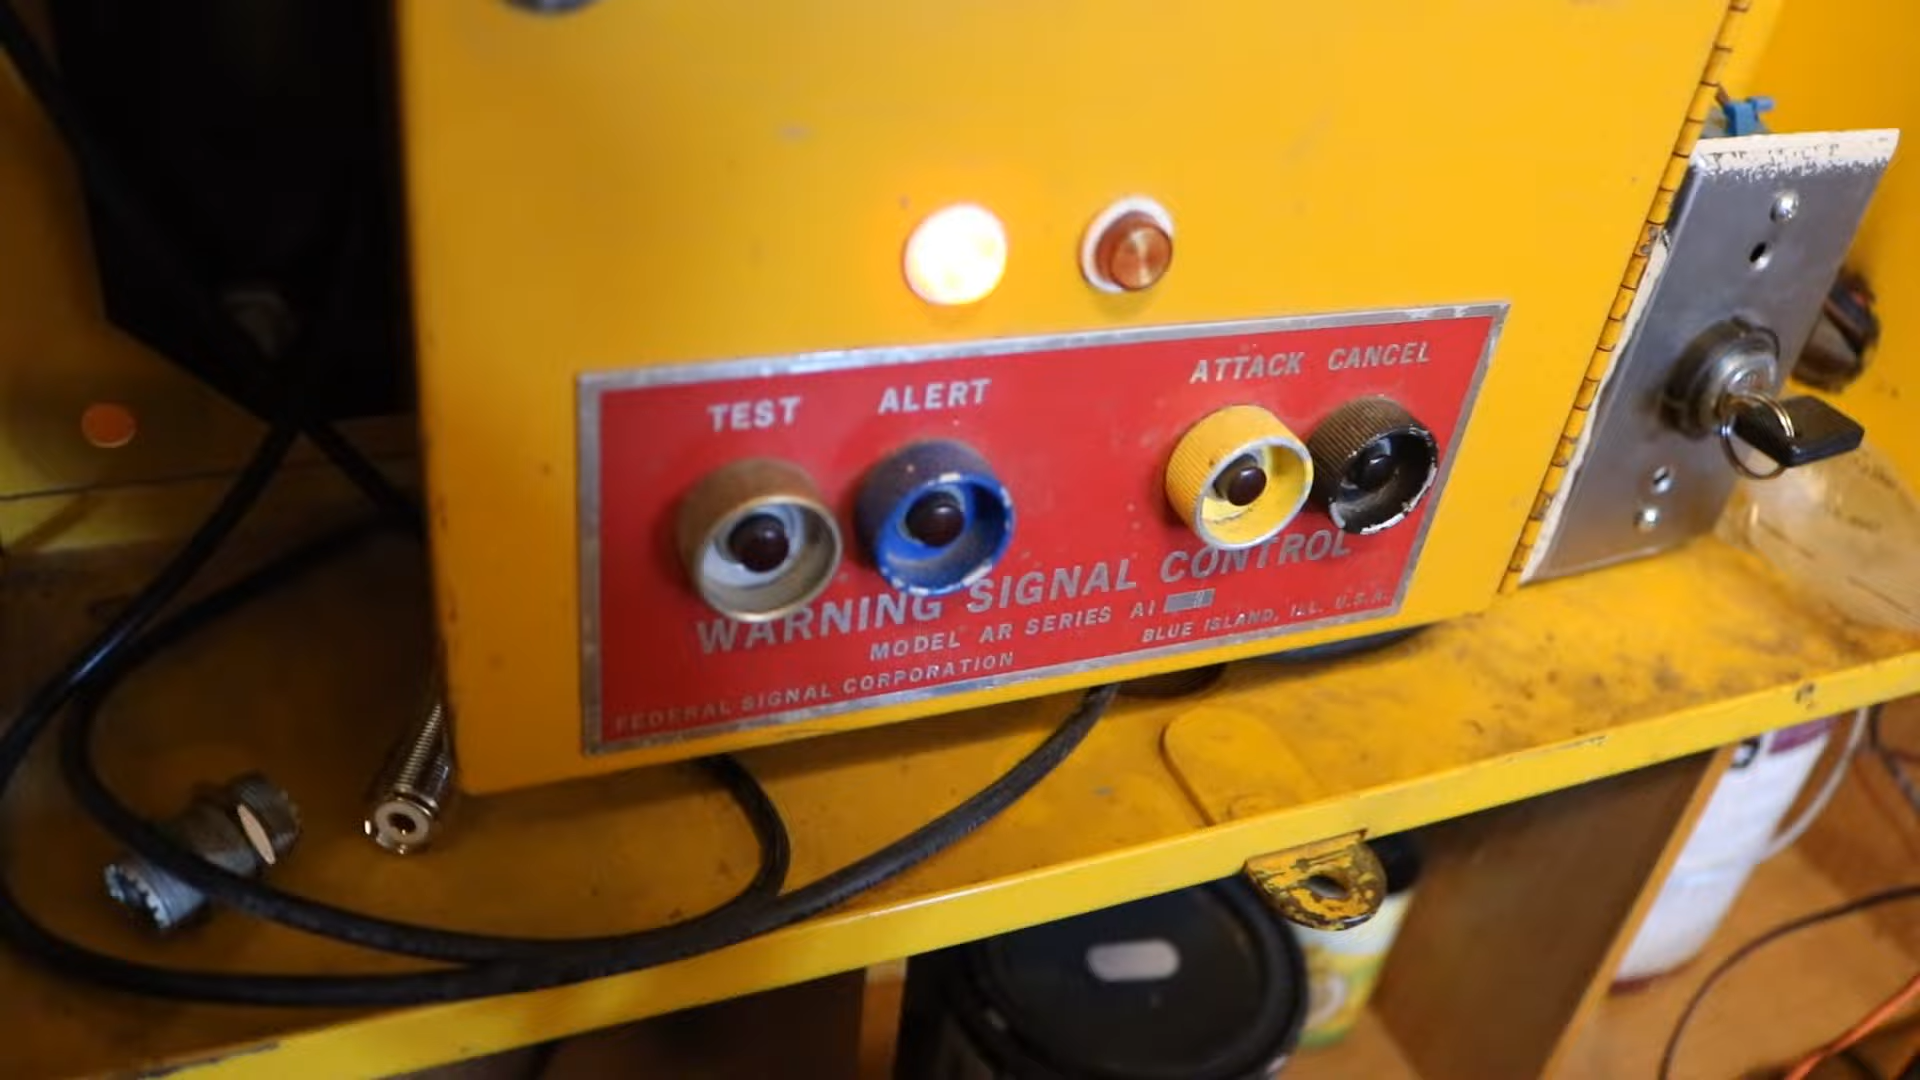 TEST ALERT ATTACK CANCEL
WARNING SIGNAL CONTROL
MODEL AR SERIES A1
FEDERAL SIGNAL CORPORATION BLUE ISLAND, ILL. U.S.A.